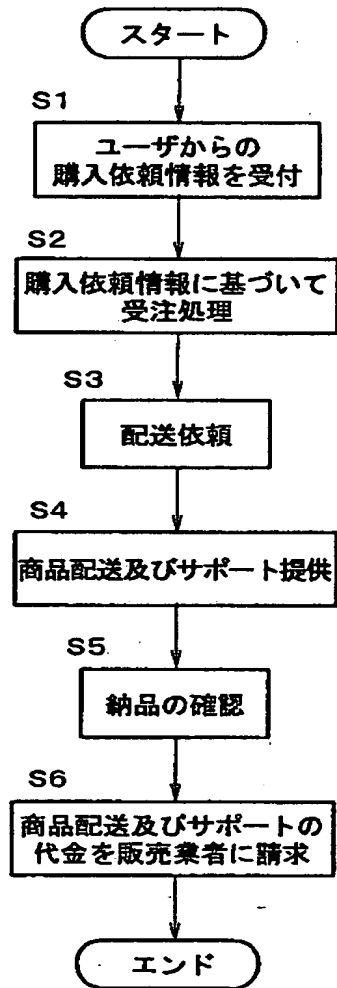 スタート
S1
ユーザからの
購入依頼情報を受付
S2
購入依頼情報に基づいて
受注処理
S3
配送依頼
S4
商品配送及びサポート提供
S5
納品の確認
S6
商品配送及びサポートの
代金を販売業者に請求
エンド